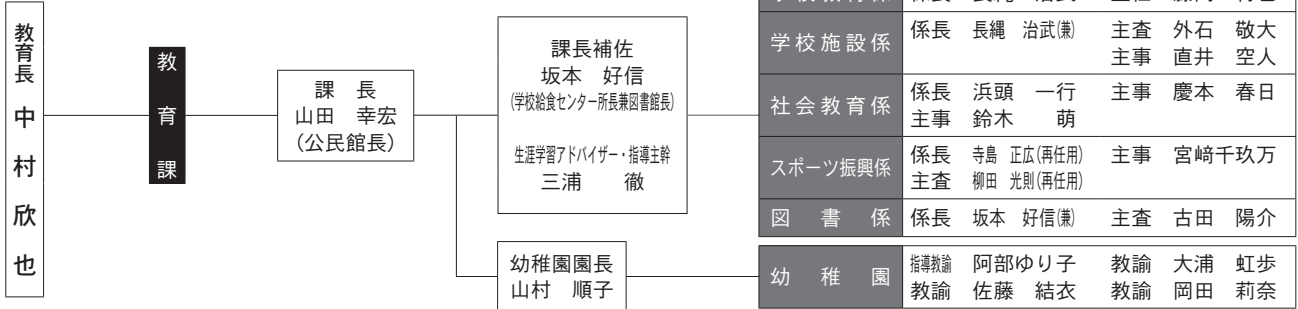 教育長 中村欣也
教育課
課 長
山田 幸宏
(公民館長)
課長補佐
坂本 好信
(学校給食センター所長兼図書館長)
生涯学習アドバイザー・指導主幹
三浦 徹
幼稚園園長
山村 順子
学校施設係 係長 長縄 治武(兼) 主査 外石 敬大
主事 直井 空人
社会教育係 係長 浜頭 一行 主事 慶本 春日
主事 鈴木 萌
スポーツ振興係 係長 寺島 正広(再任用) 主事 宮﨑千玖万
主査 柳田 光則(再任用)
図書係 係長 坂本 好信(兼) 主査 古田 陽介
幼稚園 指導教諭 阿部ゆり子 教諭 大浦 虹歩
教諭 佐藤 結衣 教諭 岡田 莉奈